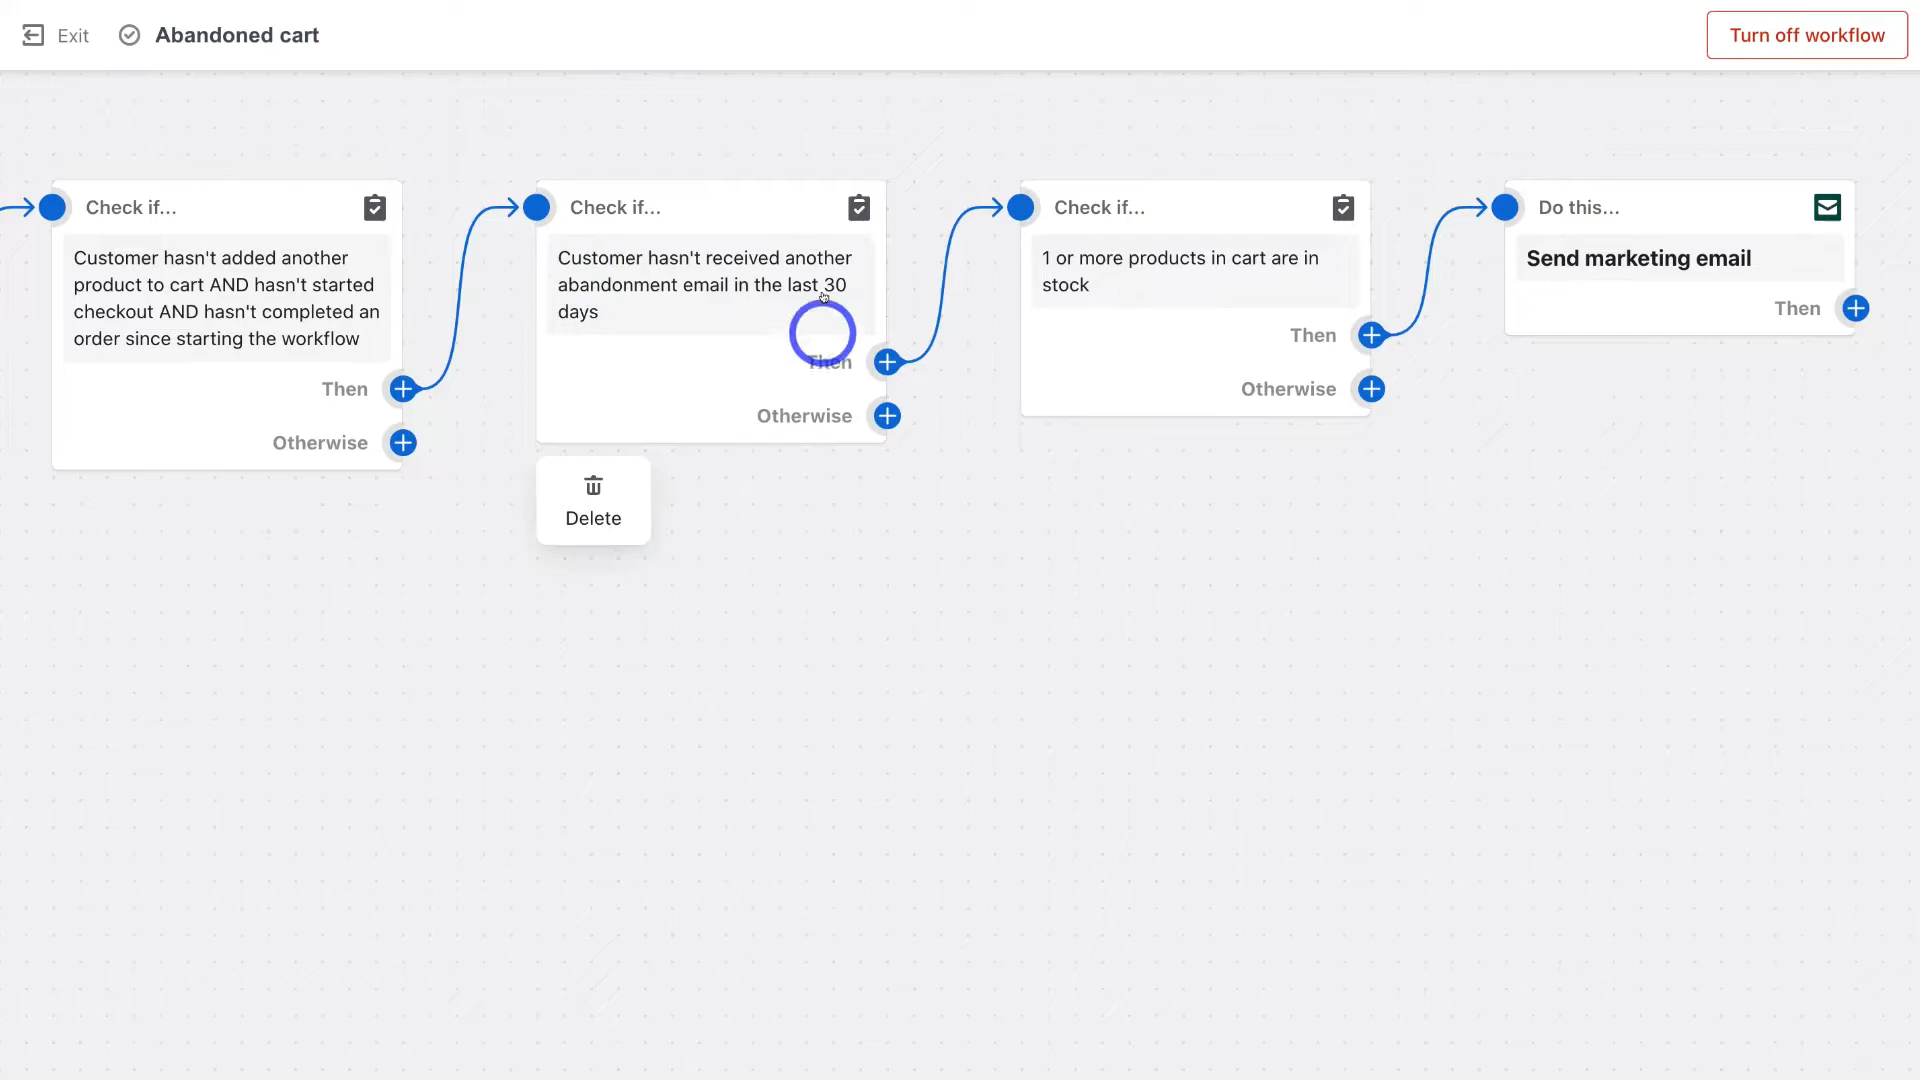 Exit
Abandoned cart
Turn off workflow
Check if...
Customer hasn't added another
product to cart AND hasn't started
checkout AND hasn't completed an
order since starting the workflow
Then
Otherwise
Check if...
Customer hasn't received another
abandonment email in the last 30
days
Then
Otherwise
Delete
Check if...
1 or more products in cart are in
stock
Then
Otherwise
Do this...
Send marketing email
Then